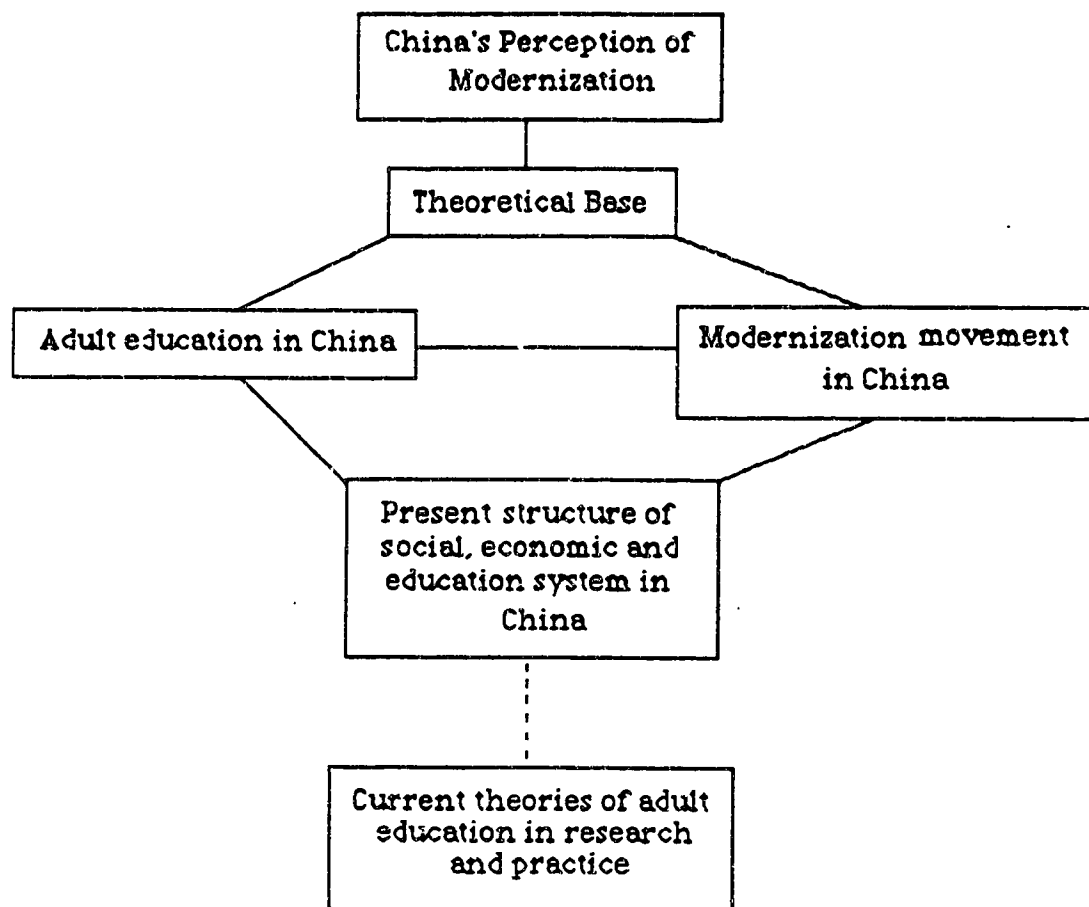 China's Perception of
Modernization
Theoretical Base
Adult education in China
Modernization movement
in China
Present structure of
social, economic and
education system in
China
Current theories of adult
education in research
and practice